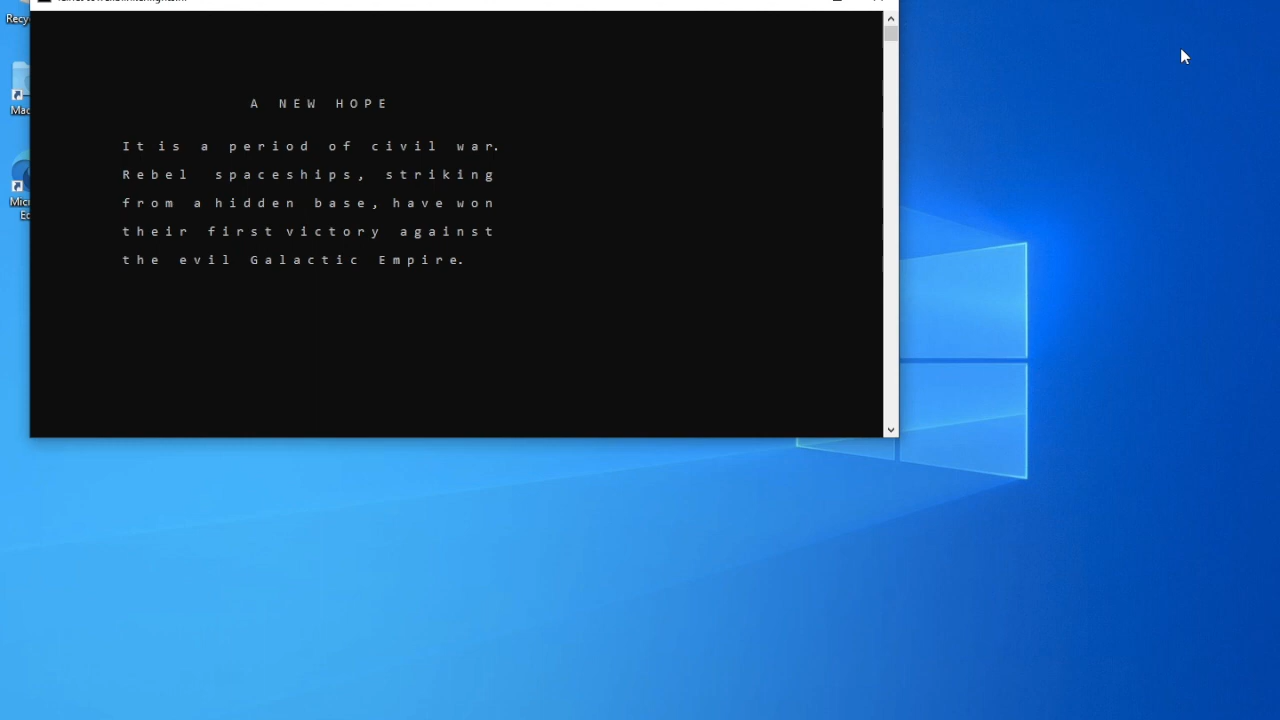 A NEW HOPE
It is a period of civil war.
Rebel spaceships, striking
from a hidden base, have won
their first victory against
the evil Galactic Empire.